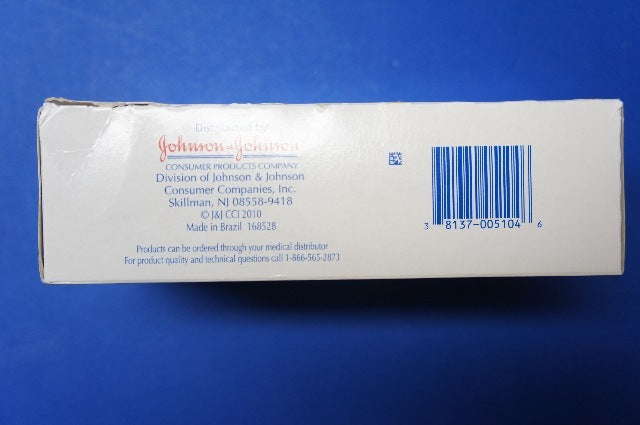 Distributed by
Johnson & Johnson
CONSUMER PRODUCTS COMPANY
Division of Johnson & Johnson
Consumer Companies, Inc.
Skillman, NJ 08558-9418
© J&J CCI 2010
Made in Brazil 168528
Products can be ordered through your medical distributor
For product quality and technical questions call 1-866-565-2873
3 8137-005104 6